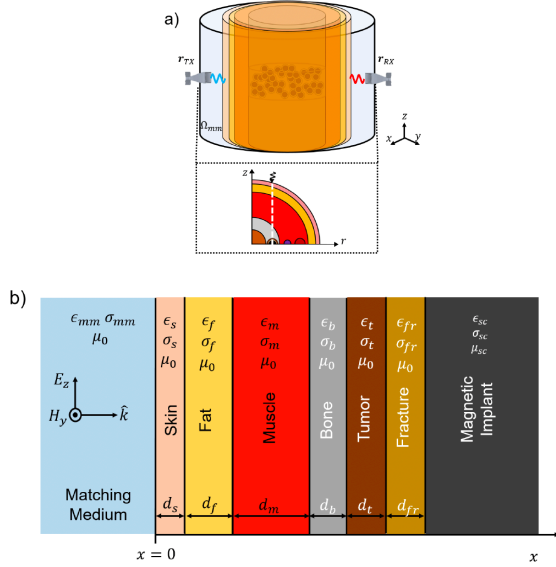 a)
r_TX
r_RX
Ω_mm
z
x
y
z
r
b)
ϵ_mm σ_mm
μ_0
ϵ_s
σ_s
μ_0
ϵ_f
σ_f
μ_0
ϵ_m
σ_m
μ_0
ϵ_b
σ_b
μ_0
ϵ_t
σ_t
μ_0
ϵ_fr
σ_fr
μ_0
ϵ_sc
σ_sc
μ_sc
E_z
H_y
k̂
Skin
Fat
Muscle
Bone
Tumor
Fracture
Magnetic
Implant
Matching
Medium
d_s
d_f
d_m
d_b
d_t
d_fr
x = 0
x